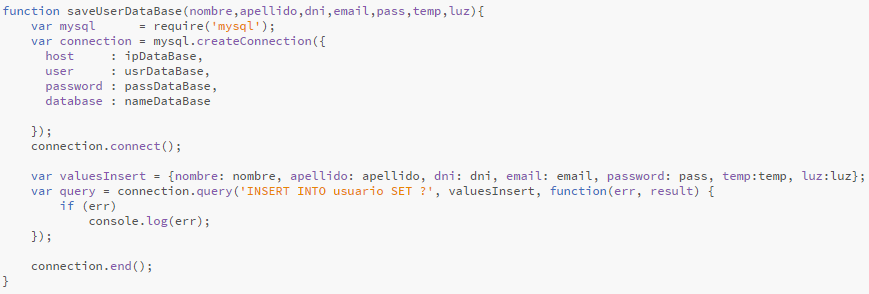 function saveUserDataBase(nombre,apellido,dni,email,pass,temp,luz){
    var mysql      = require('mysql');
    var connection = mysql.createConnection({
      host     : ipDataBase,
      user     : usrDataBase,
      password : passDataBase,
      database : nameDataBase

    });
    connection.connect();

    var valuesInsert = {nombre: nombre, apellido: apellido, dni: dni, email: email, password: pass, temp:temp, luz:luz};
    var query = connection.query('INSERT INTO usuario SET ?', valuesInsert, function(err, result) {
        if (err)
            console.log(err);
    });

    connection.end();
}